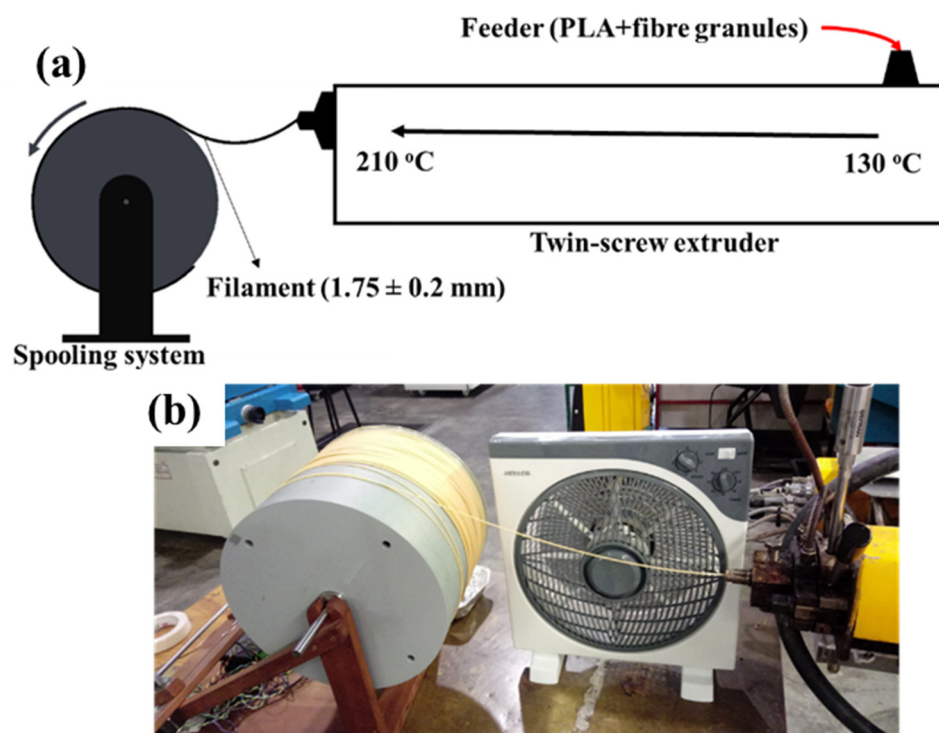 (a)
Feeder (PLA+fibre granules)
210 °C
130 °C
Twin-screw extruder
Filament (1.75 ± 0.2 mm)
Spooling system
(b)